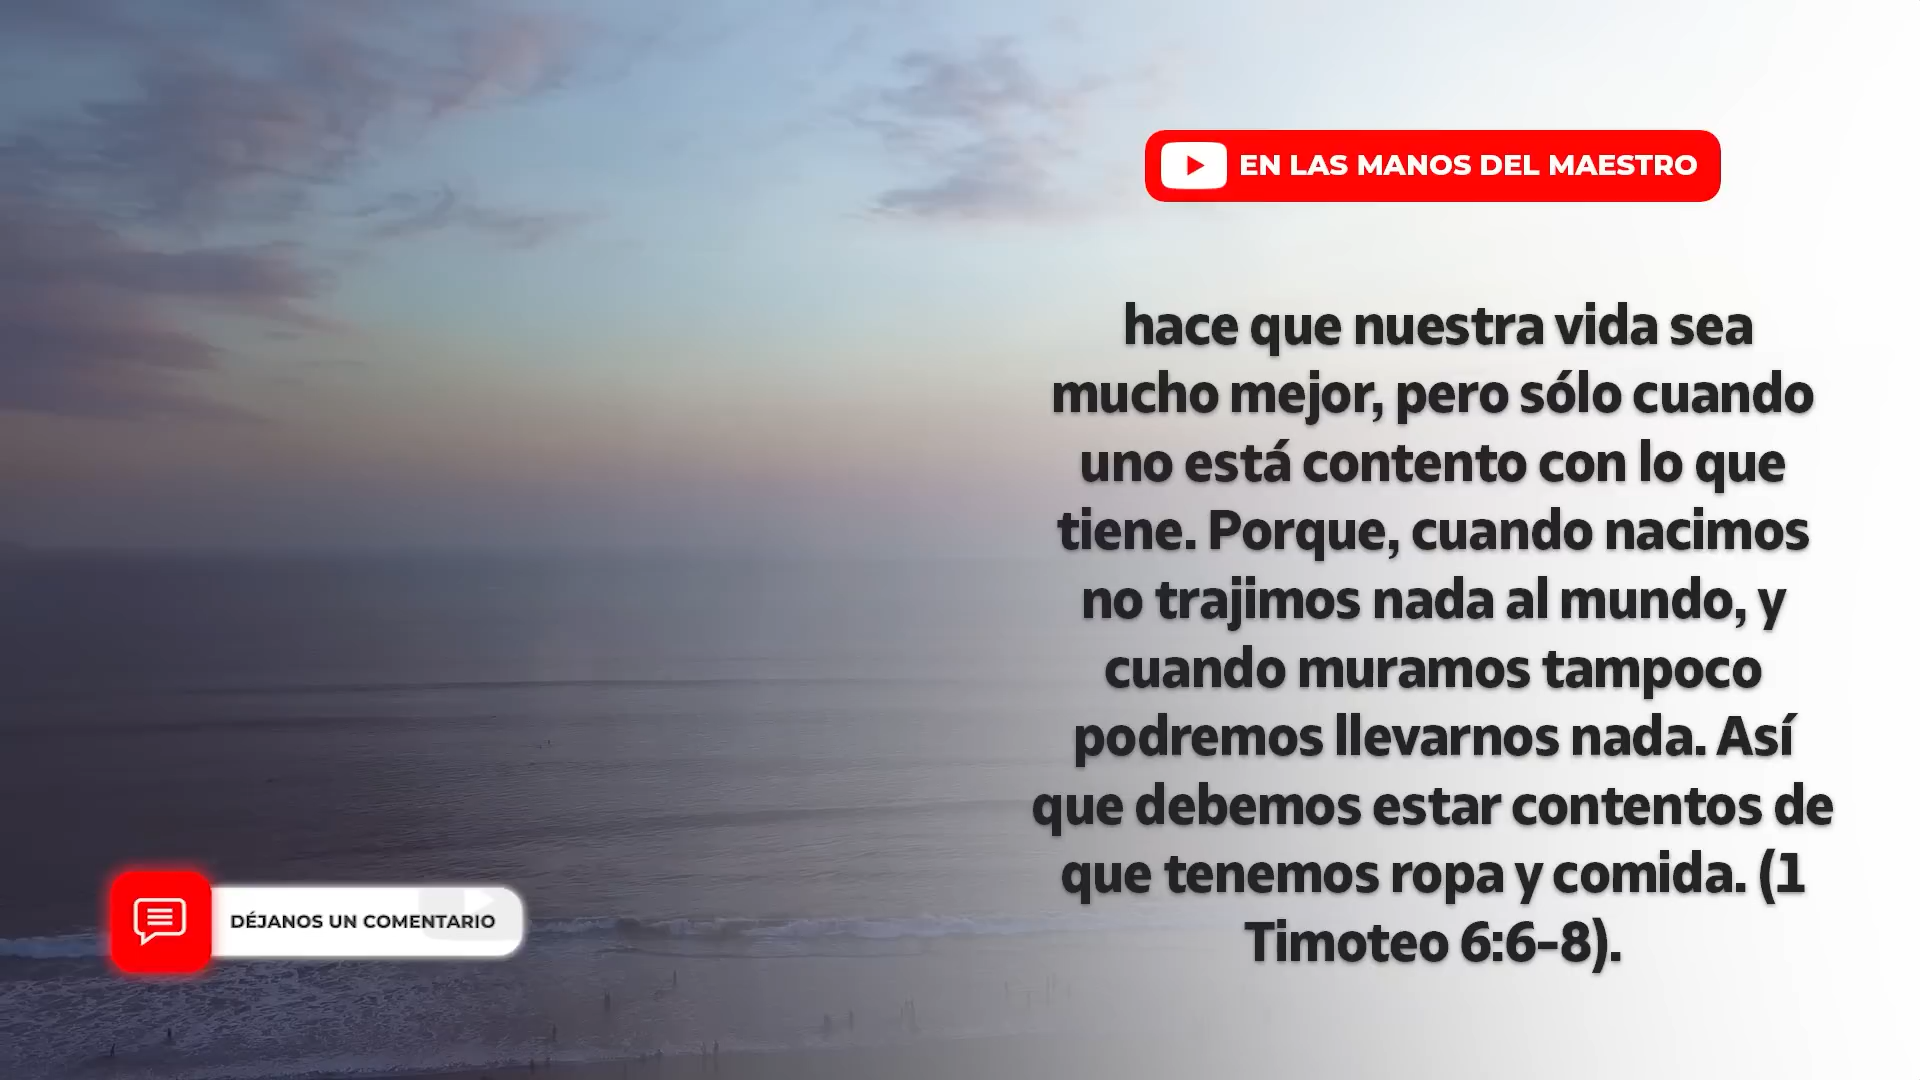 EN LAS MANOS DEL MAESTRO
hace que nuestra vida sea
mucho mejor, pero sólo cuando
uno está contento con lo que
tiene. Porque, cuando nacimos
no trajimos nada al mundo, y
cuando muramos tampoco
podremos llevarnos nada. Así
que debemos estar contentos de
que tenemos ropa y comida. (1
Timoteo 6:6-8).
DÉJANOS UN COMENTARIO